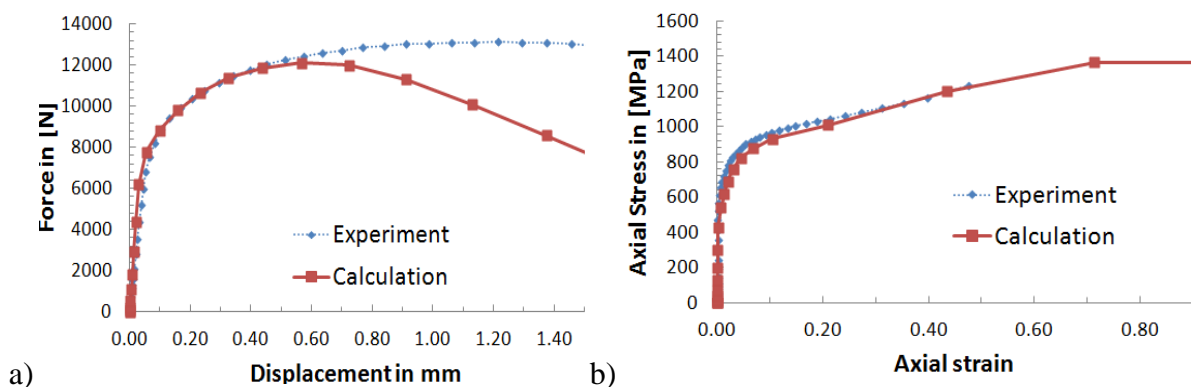 14000
12000
10000
8000
6000
4000
2000
0
Force in [N]
Experiment
Calculation
0.00 0.20 0.40 0.60 0.80 1.00 1.20 1.40
a) Displacement in mm
1600
1400
1200
1000
800
600
400
200
0
Axial Stress in [MPa]
Experiment
Calculation
0.00 0.20 0.40 0.60 0.80
b) Axial strain